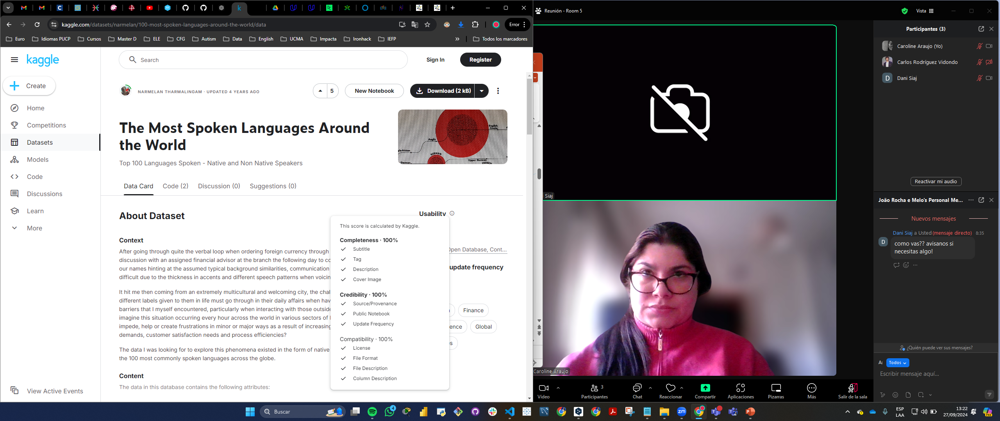 kaggle.com/datasets/narmelan/100-most-spoken-languages-around-the-world/data
Error
Euro
Idiomas PUCP
Cursos
Master D
ELE
CFG
Autism
Data
English
UCMA
Impacta
Ironhack
IEFP
Todos los marcadores
kaggle
Search
Sign In
Register
Create
Home
Competitions
Datasets
Models
Code
Discussions
Learn
More
View Active Events
NARMELAN THARMALINGAM · UPDATED 4 YEARS AGO
5
New Notebook
Download (2 kB)
The Most Spoken Languages Around
the World
Top 100 Languages Spoken - Native and Non Native Speakers
English
Creole
Anglic
glo-Frisian
GERMAN
German
Upper German
FRENCH
Data Card
Code (2)
Discussion (0)
Suggestions (0)
About Dataset
Usability
Context
After going through quite the verbal loop when ordering foreign currency through
discussion with an assigned financial advisor at the branch the following day to co
our names hinting at the assumed typical background similarities, communication
difficult due to the thickness in accents and different speech patterns when voicin
It hit me then coming from an extremely multicultural and welcoming city, the chal
different labels given to them in life must go through in their daily affairs when hav
barriers that I myself encountered, particularly when interacting with those outside
imagine this situation occurring every hour across the world in various sectors of
impede, help or create frustrations in minor or major ways as a result of increasing
demands, customer satisfaction needs and process efficiencies?
The data I was looking for to explore this phenomena existed in the form of native
the 100 most commonly spoken languages across the globe.
Content
The data in this database contains the following attributes:
This score is calculated by Kaggle.
Completeness · 100%
Subtitle
Tag
Description
Cover Image
Credibility · 100%
Source/Provenance
Public Notebook
Update Frequency
Compatibility · 100%
License
File Format
File Description
Column Description
Open Database, Cont...
update frequency
Finance
ence
Global
es
Reunión - Room 5
Vista
Siaj
Caroline Araujo
Participantes (3)
Caroline Araujo (Yo)
Carlos Rodríguez Vidondo
D
Dani Siaj
Reactivar mi audio
João Rocha e Melo's Personal Me...
Nuevos mensajes
Dani Siaj a Usted (mensaje directo) 8:35
D
como vas?? avisanos si
necesitas algo!
¿Quién puede ver sus mensajes?
A:
Todos
Escribir mensaje aquí...
Vídeo
3
Participantes
Chat
Reaccionar
Compartir
Aplicaciones
Pizarras
Más
Salir de la sala
Buscar
4
zm
ESP
LAA
13:22
27/09/2024
PRE